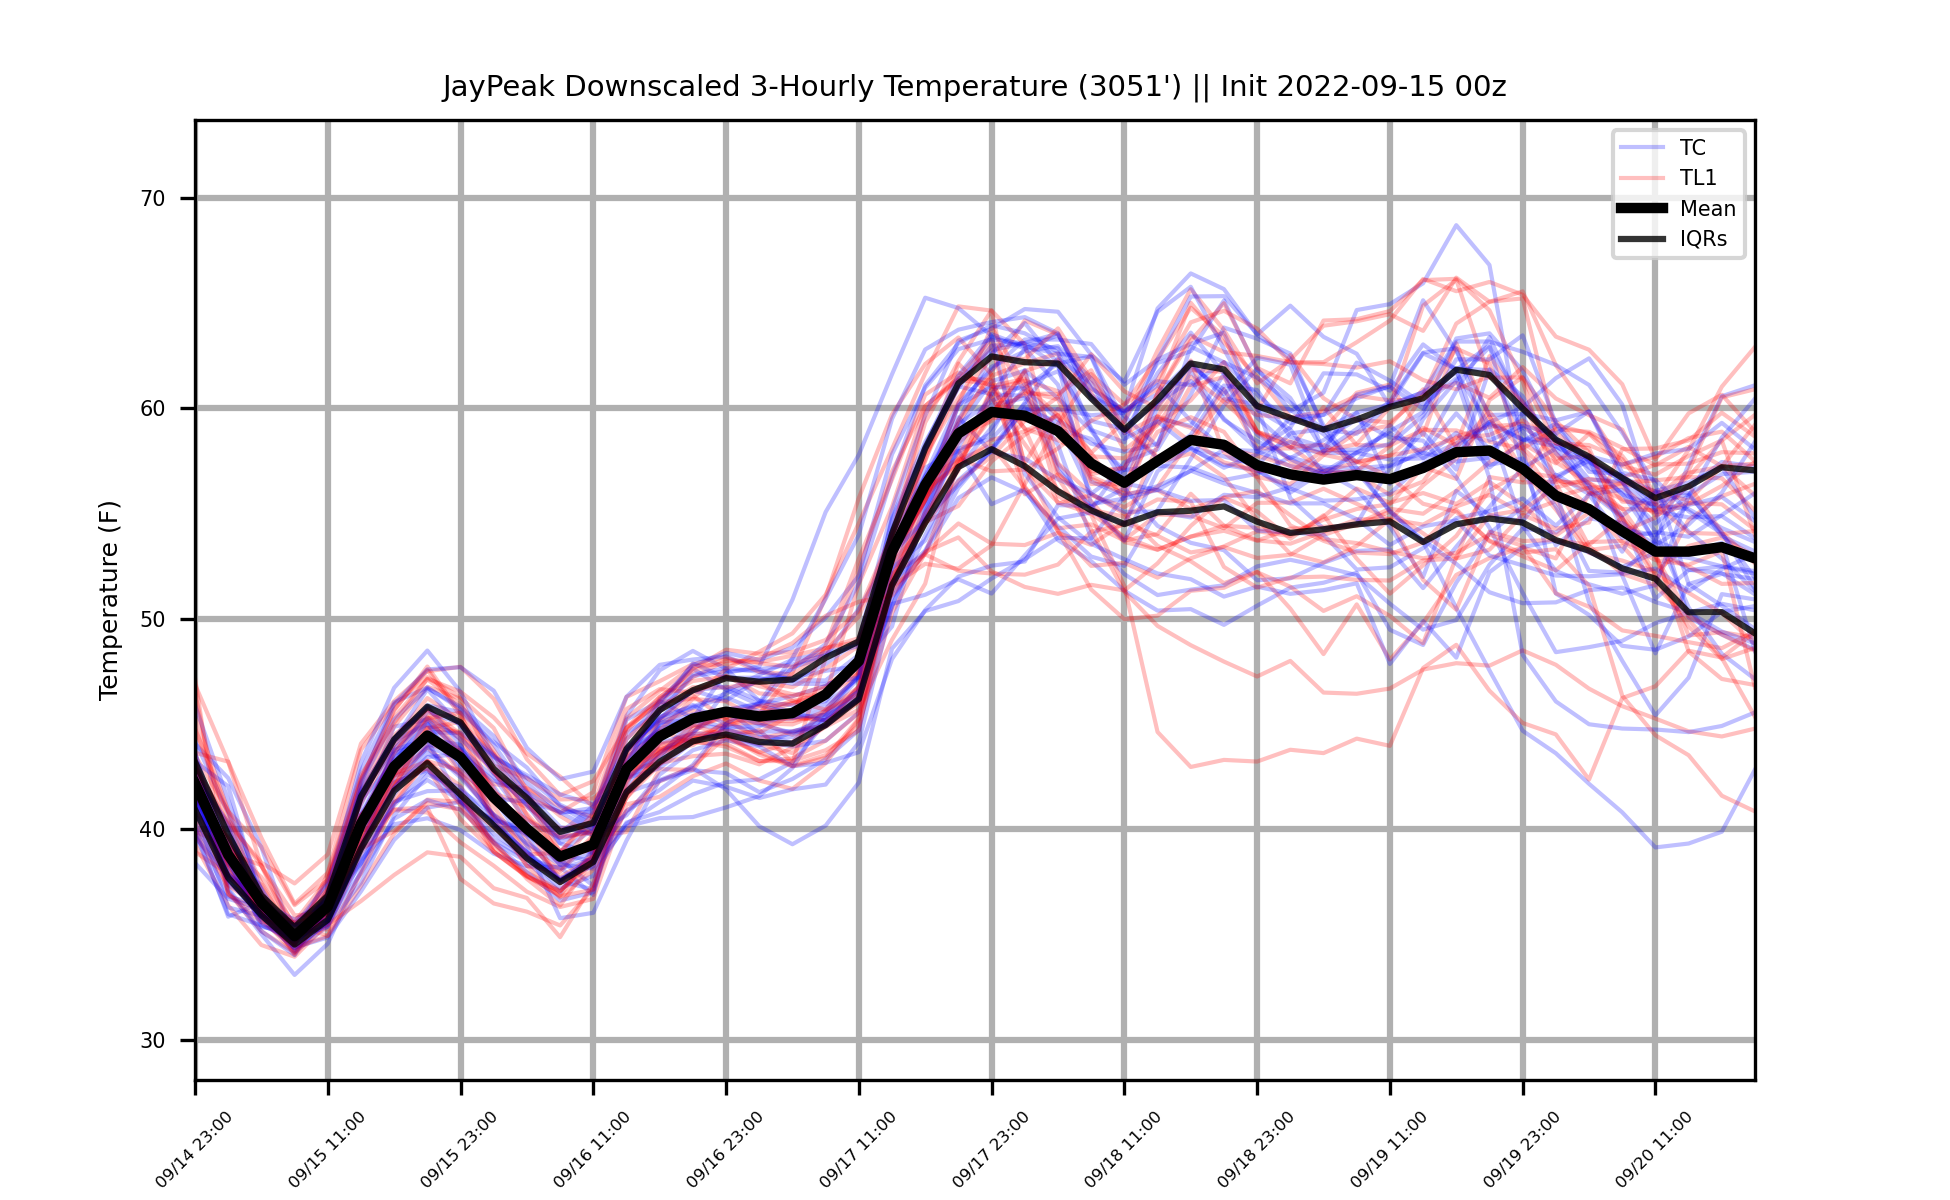 JayPeak Downscaled 3-Hourly Temperature (3051') || Init 2022-09-15 00z
TC
TL1
Mean
IQRs
Temperature (F)
70
60
50
40
30
09/14 23:00
09/15 11:00
09/15 23:00
09/16 11:00
09/16 23:00
09/17 11:00
09/17 23:00
09/18 11:00
09/18 23:00
09/19 11:00
09/19 23:00
09/20 11:00